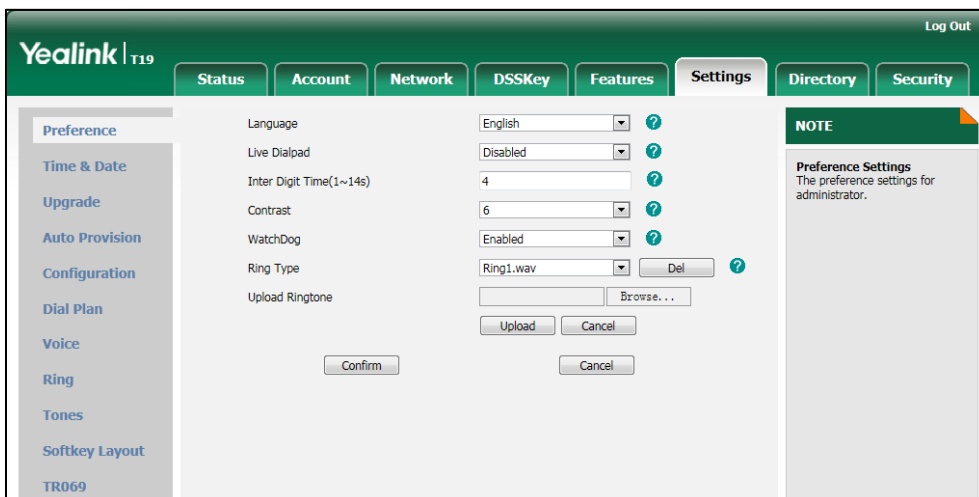 Log Out
Yealink T19
Status Account Network DSSKey Features Settings Directory Security
Preference
Time & Date
Upgrade
Auto Provision
Configuration
Dial Plan
Voice
Ring
Tones
Softkey Layout
TR069
Language English ?
Live Dialpad Disabled ?
Inter Digit Time(1~14s) 4 ?
Contrast 6 ?
WatchDog Enabled ?
Ring Type Ring1.wav Del ?
Upload Ringtone Browse...
Upload Cancel
Confirm Cancel
NOTE
Preference Settings
The preference settings for
administrator.